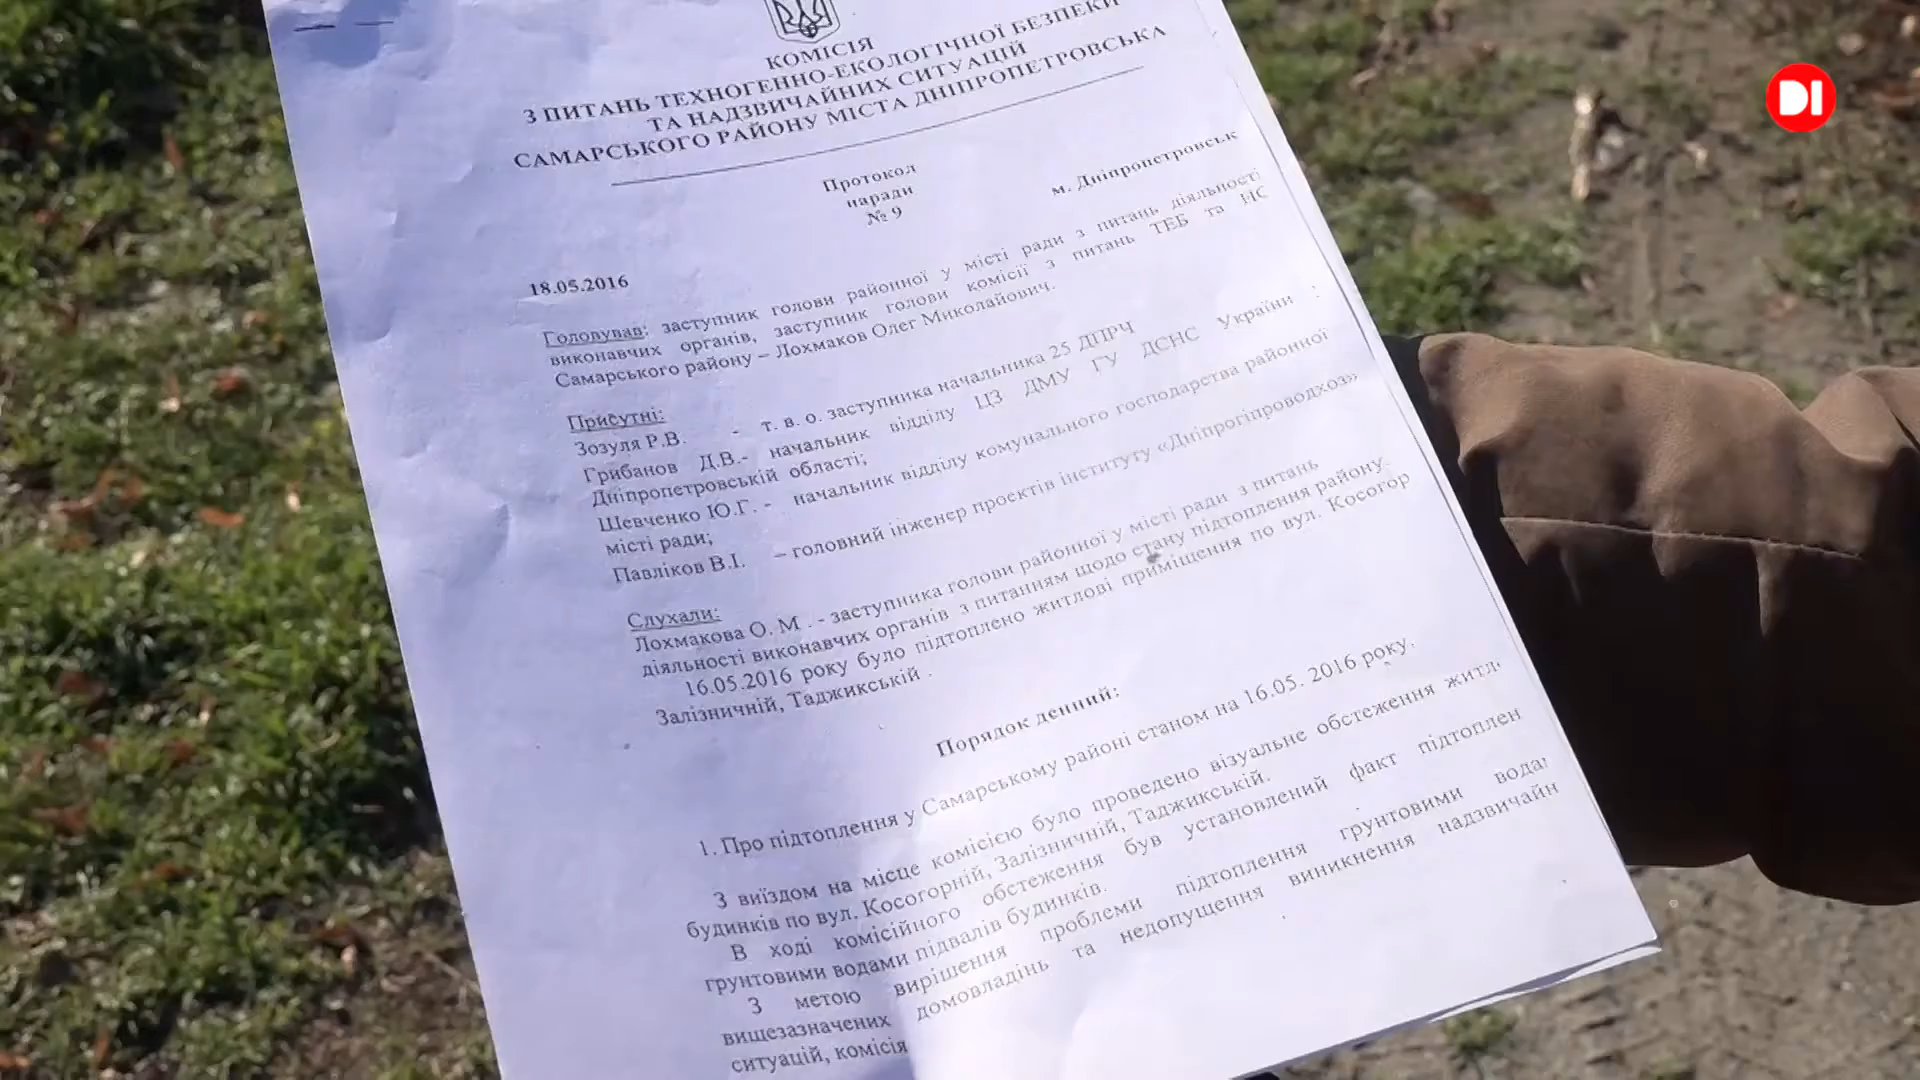 КОМІСІЯ
З ПИТАНЬ ТЕХНОГЕННО-ЕКОЛОГІЧНОЇ БЕЗПЕКИ
ТА НАДЗВИЧАЙНИХ СИТУАЦІЙ
САМАРСЬКОГО РАЙОНУ МІСТА ДНІПРОПЕТРОВСЬКА
DI
Протокол
наради
№ 9
м. Дніпропетровськ
18.05.2016
Головував: заступник голови районної у місті ради з питань діяльності
виконавчих органів, заступник голови комісії з питань ТЕБ та НС
Самарського району – Лохмаков Олег Миколайович.
Присутні:
Зозуля Р.В. - т. в. о. заступника начальника 25 ДПРЧ
Грибанов Д.В.- начальник відділу ЦЗ ДМУ ГУ ДСНС України :
Дніпропетровській області;
Шевченко Ю.Г. - начальник відділу комунального господарства районної
місті ради;
Павліков В.І. – головний інженер проектів інституту «Дніпрогіпроводхоз»
Слухали:
Лохмакова О. М . - заступника голови районної у місті ради з питань
діяльності виконавчих органів з питанням щодо стану підтоплення району.
16.05.2016 року було підтоплено житлові приміщення по вул. Косогор
Залізничній, Таджикській .
Порядок денний:
1. Про підтоплення у Самарському районі станом на 16.05. 2016 року.
З виїздом на місце комісією було проведено візуальне обстеження житл
будинків по вул. Косогорній, Залізничній, Таджикській.
В ході комісійного обстеження був установлений факт підтоплен
грунтовими водами підвалів будинків.
З метою вирішення проблеми підтоплення грунтовими вода
вищезазначених домовладінь та недопущення виникнення надзвичайн
ситуацій, комісія